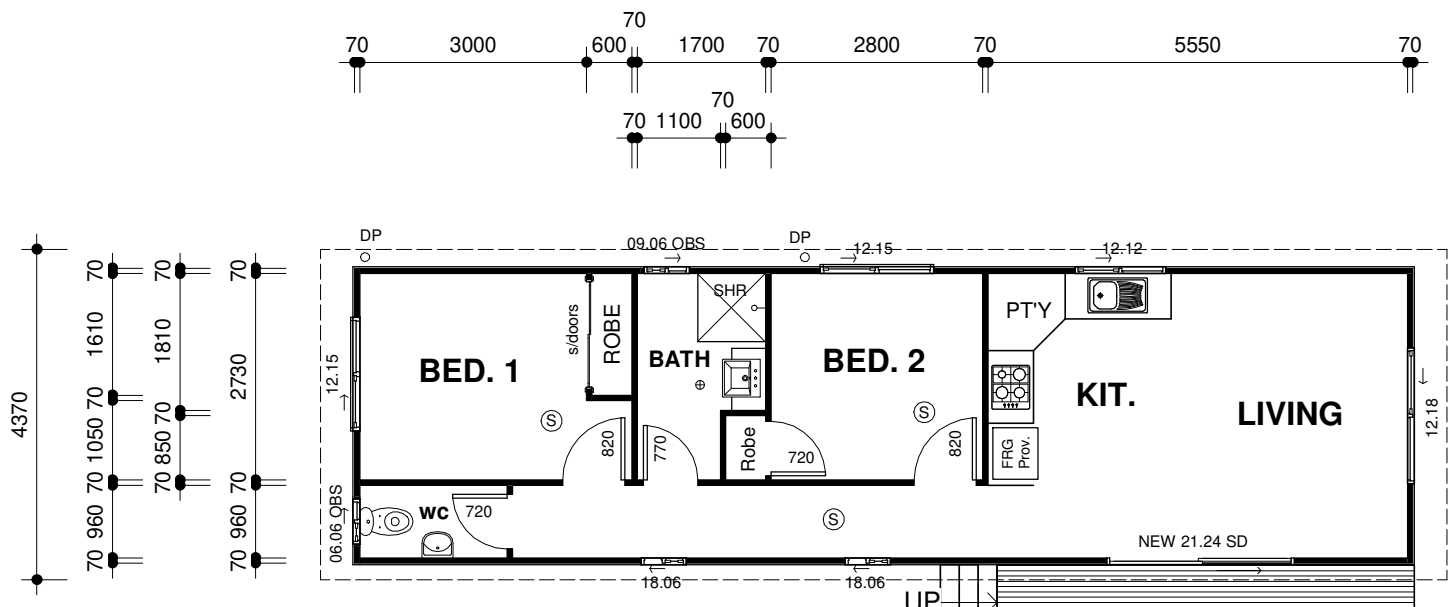 70
70 3000 600 1700 70 2800 70 5550 70
70
70 1100 600
DP 09.06 OBS DP 12.15 12.12
4370
70 1610 70 1050 70 960 70
70 1810 70 850 70
70 2730 70 960 70
12.15
BED. 1
s/doors
ROBE
BATH
SHR
BED. 2
PT'Y
KIT.
LIVING
12.18
S
S
820
770
Robe
720
820
FRG
Prov.
06.06 OBS
WC
720
S
NEW 21.24 SD
18.06
18.06
UP